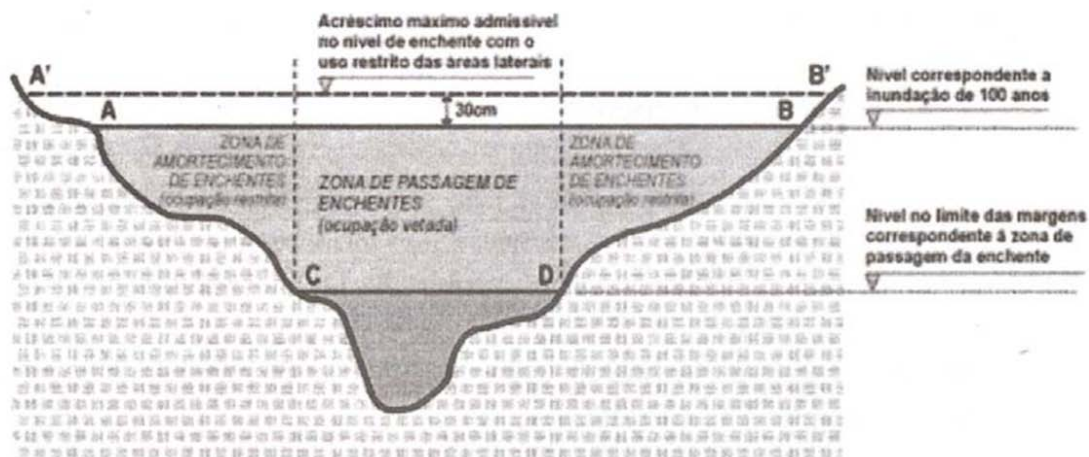 Acréscimo máximo admissível
no nível de enchente com o
uso restrito das áreas laterais
A'
B'
Nível correspondente a
inundação de 100 anos
A
B
30cm
ZONA DE
AMORTECIMENTO
DE ENCHENTES
(ocupação restrita)
ZONA DE PASSAGEM DE
ENCHENTES
(ocupação vetada)
ZONA DE
AMORTECIMENTO
DE ENCHENTES
(ocupação restrita)
Nível no limite das margens
correspondente à zona de
passagem da enchente
C
D